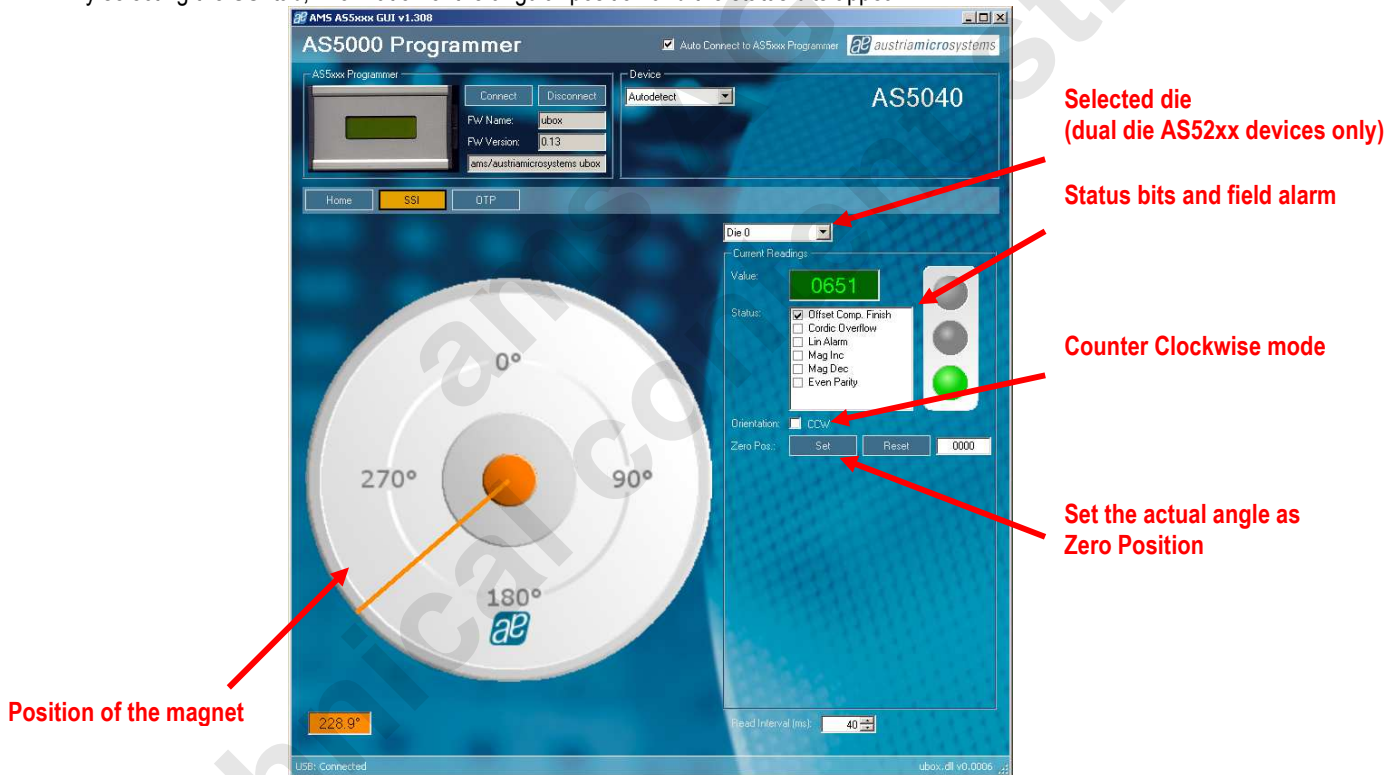 AMS AS5xxx GUI v1.308
AS5000 Programmer
Auto Connect to AS5xxx Programmer
austriamicrosystems
AS5xxx Programmer
Connect
Disconnect
FW Name:
ubox
FW Version:
0.13
ams/austriamicrosystems ubox
Device
Autodetect
AS5040
Home
SSI
OTP
Die 0
Current Readings
Value:
0651
Status:
Offset Comp. Finish
Cordic Overflow
Lin Alarm
Mag Inc
Mag Dec
Even Parity
Orientation:
CCW
Zero Pos.:
Set
Reset
0000
0°
90°
180°
270°
228.9°
Read Interval (ms):
40
USB: Connected
ubox.dll v0.0006
Selected die
(dual die AS52xx devices only)
Status bits and field alarm
Counter Clockwise mode
Set the actual angle as
Zero Position
Position of the magnet